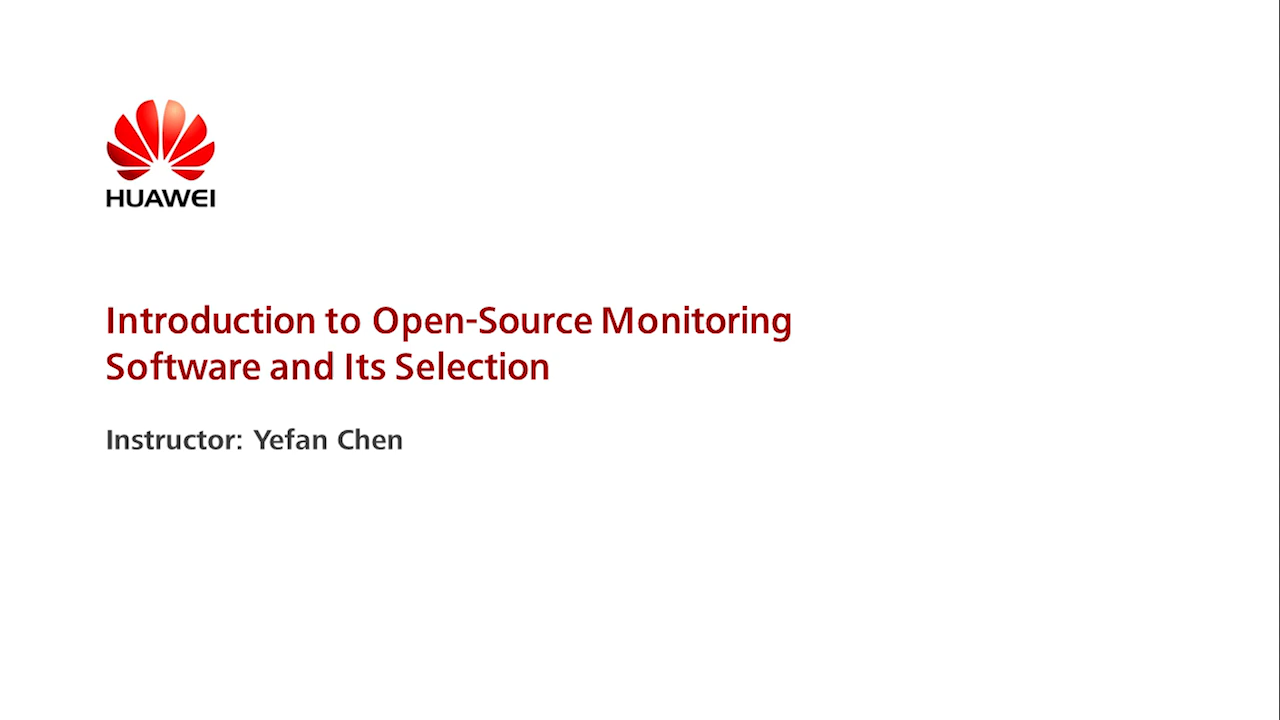 HUAWEI
Introduction to Open-Source Monitoring
Software and Its Selection
Instructor: Yefan Chen